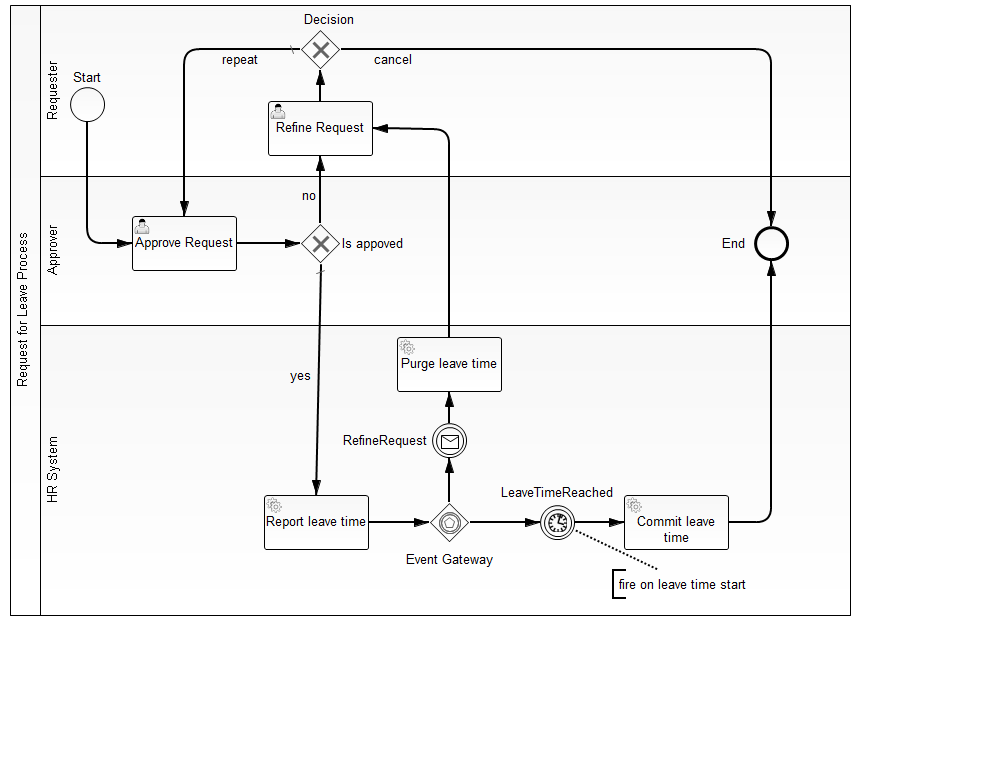 Decision
repeat
cancel
Start
Requester
Refine Request
no
Approver
Approve Request
Is appoved
End
Request for Leave Process
Purge leave time
yes
RefineRequest
HR System
LeaveTimeReached
Report leave time
Commit leave
time
Event Gateway
fire on leave time start